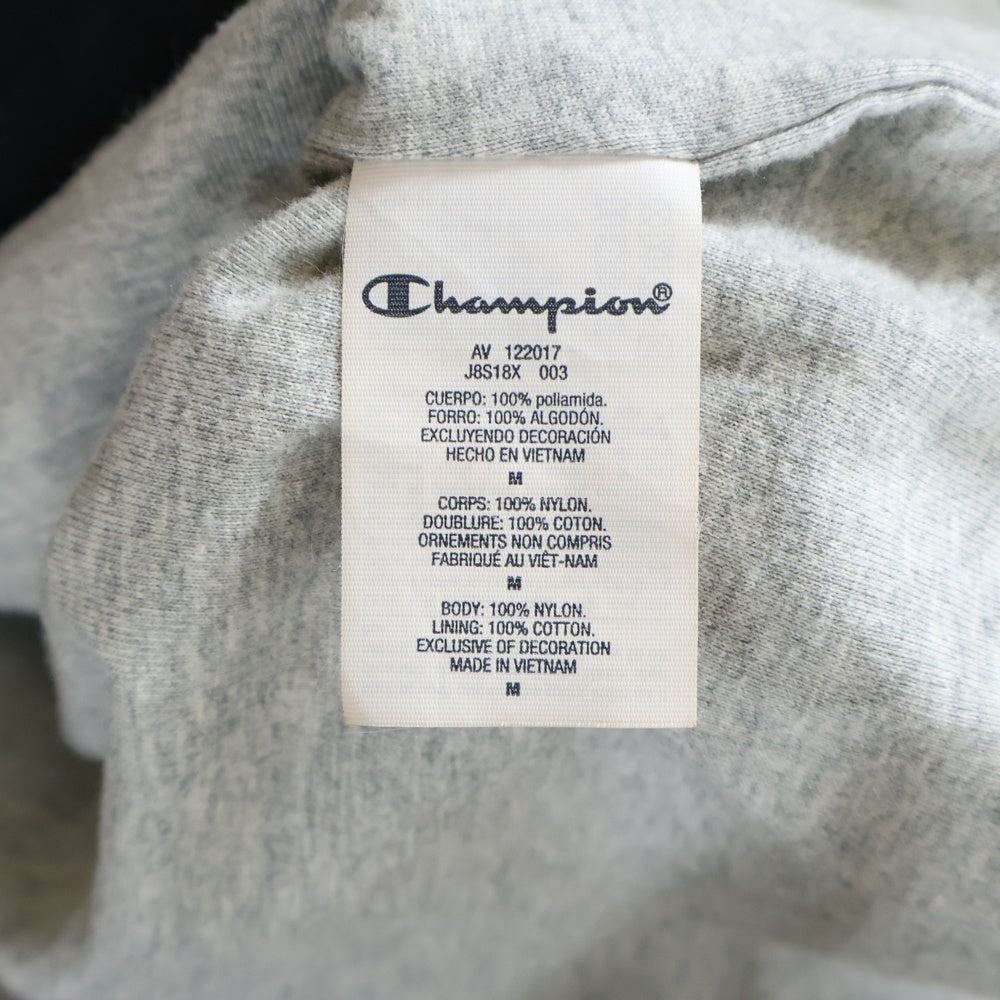 Champion®
AV 122017
J8S18X 003
CUERPO: 100% poliamida.
FORRO: 100% ALGODÓN.
EXCLUYENDO DECORACIÓN
HECHO EN VIETNAM
M
CORPS: 100% NYLON.
DOUBLURE: 100% COTON.
ORNEMENTS NON COMPRIS
FABRIQUÉ AU VIÊT-NAM
M
BODY: 100% NYLON.
LINING: 100% COTTON.
EXCLUSIVE OF DECORATION
MADE IN VIETNAM
M